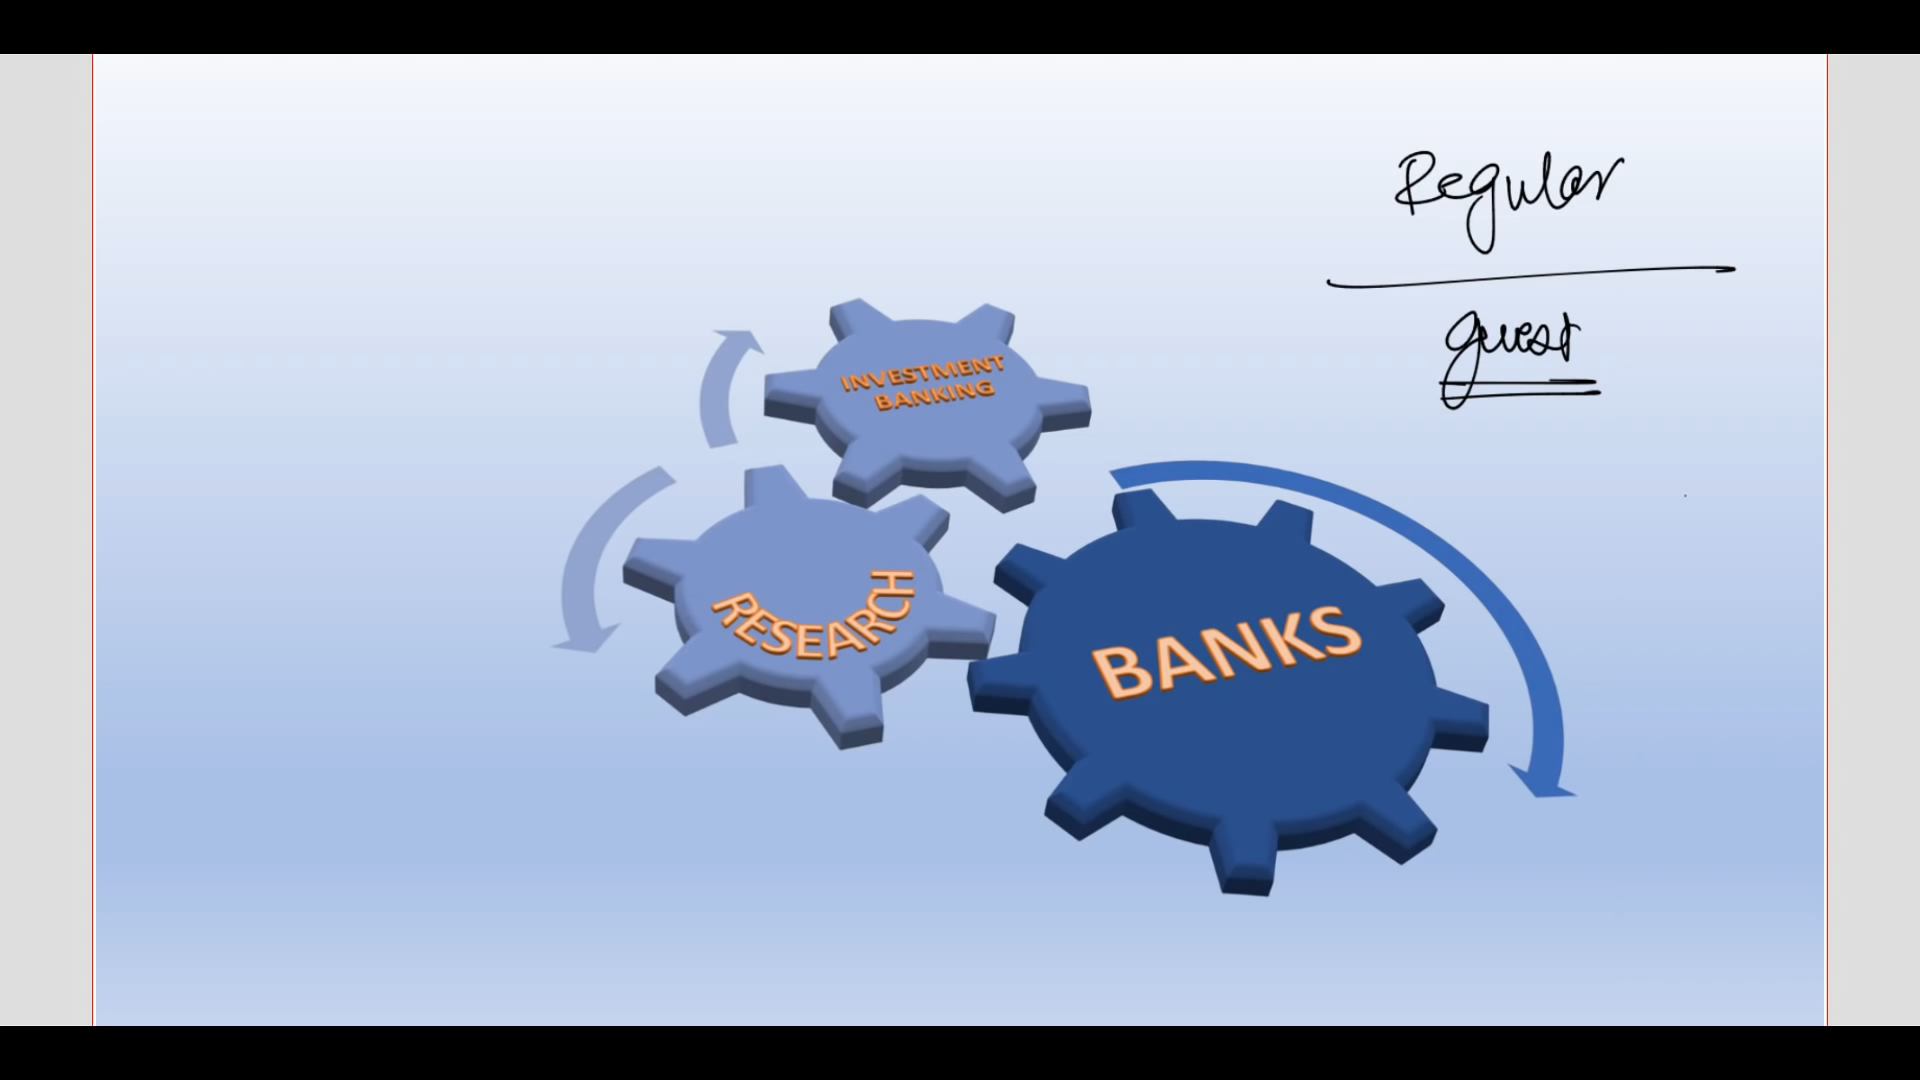 Regular
guest
INVESTMENT
BANKING
RESEARCH
BANKS